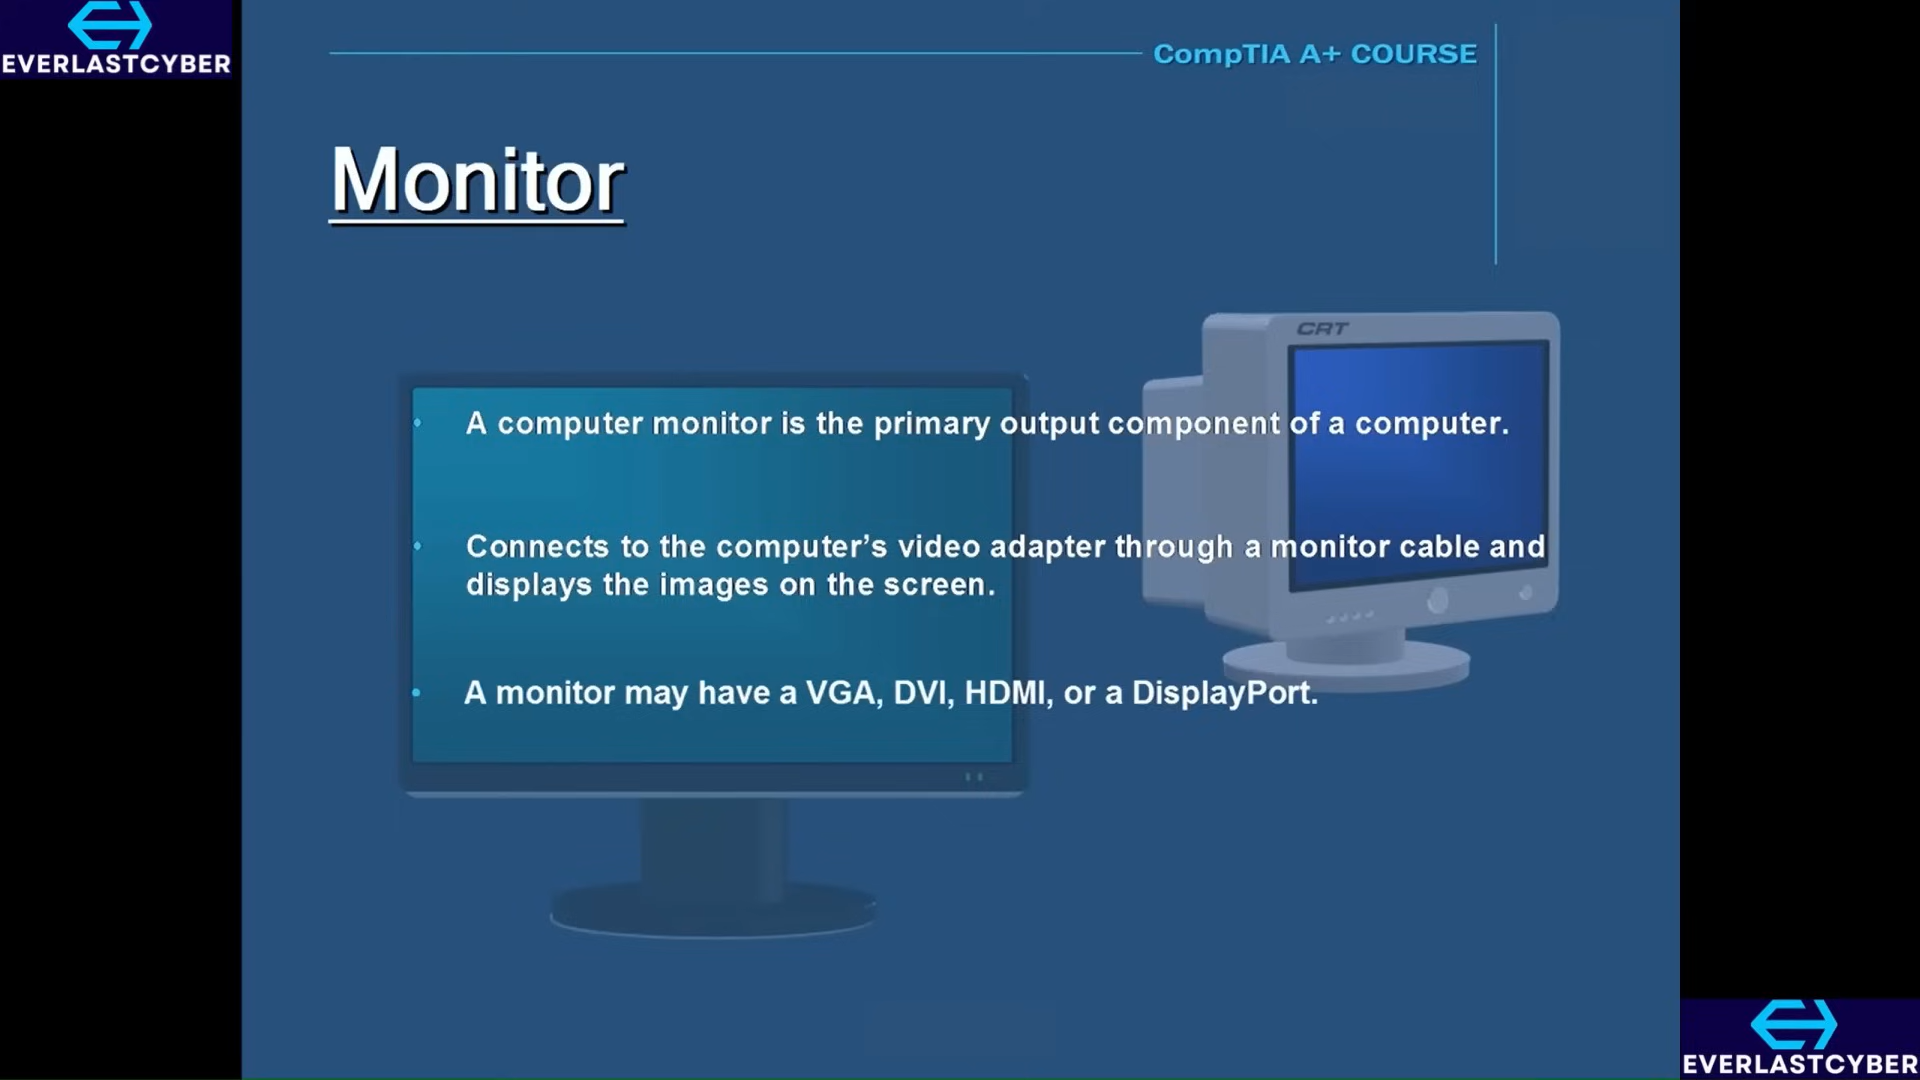 EVERLASTCYBER
CompTIA A+ COURSE
Monitor
CRT
• A computer monitor is the primary output component of a computer.
• Connects to the computer’s video adapter through a monitor cable and
displays the images on the screen.
• A monitor may have a VGA, DVI, HDMI, or a DisplayPort.
EVERLASTCYBER